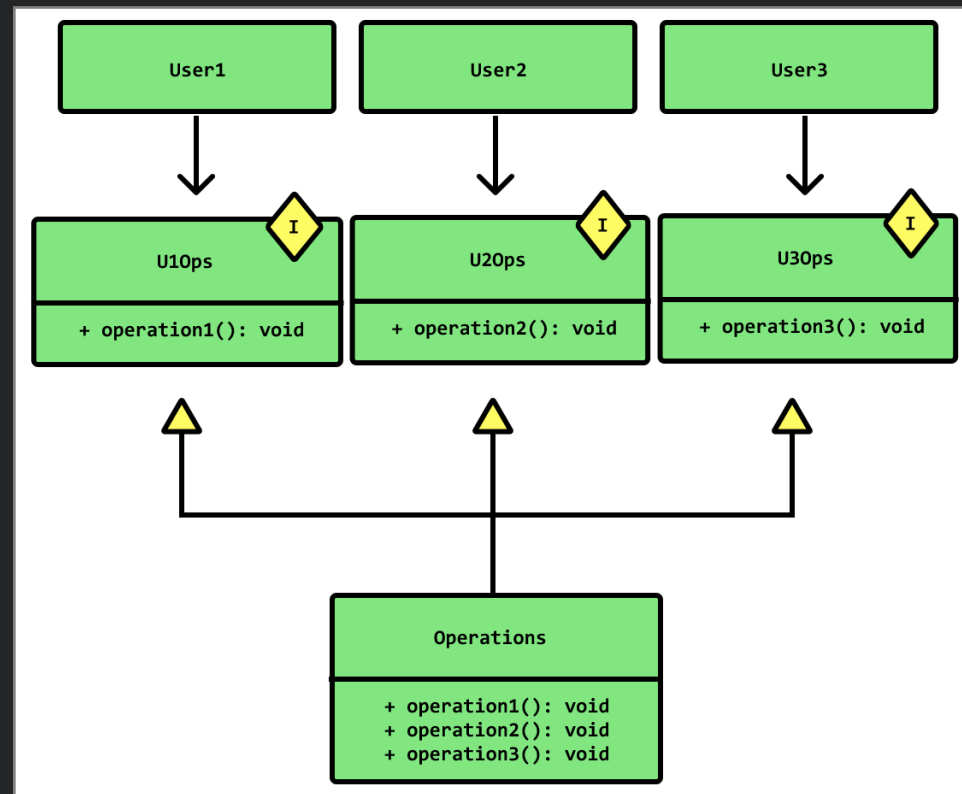 User1
User2
User3
I
I
I
U1Ops
U2Ops
U3Ops
+ operation1(): void
+ operation2(): void
+ operation3(): void
Operations
+ operation1(): void
+ operation2(): void
+ operation3(): void